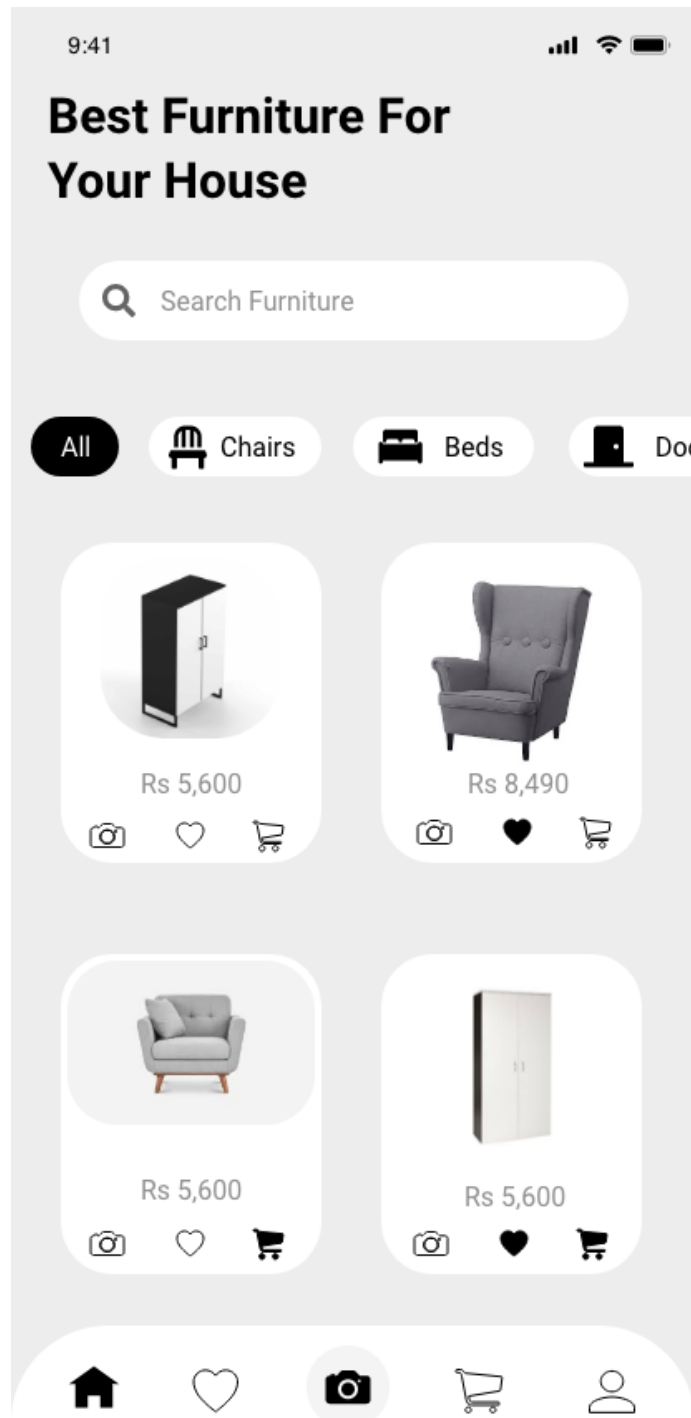 9:41
Best Furniture For
Your House
Search Furniture
All Chairs Beds Doo
Rs 5,600 Rs 8,490
Rs 5,600 Rs 5,600